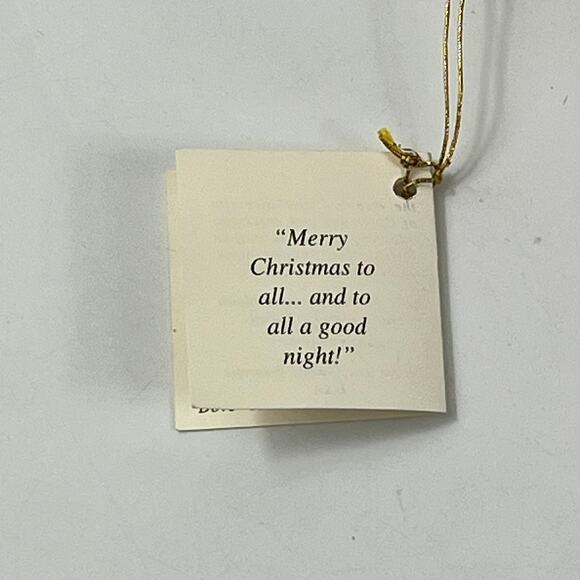 “Merry
Christmas to
all... and to
all a good
night!”